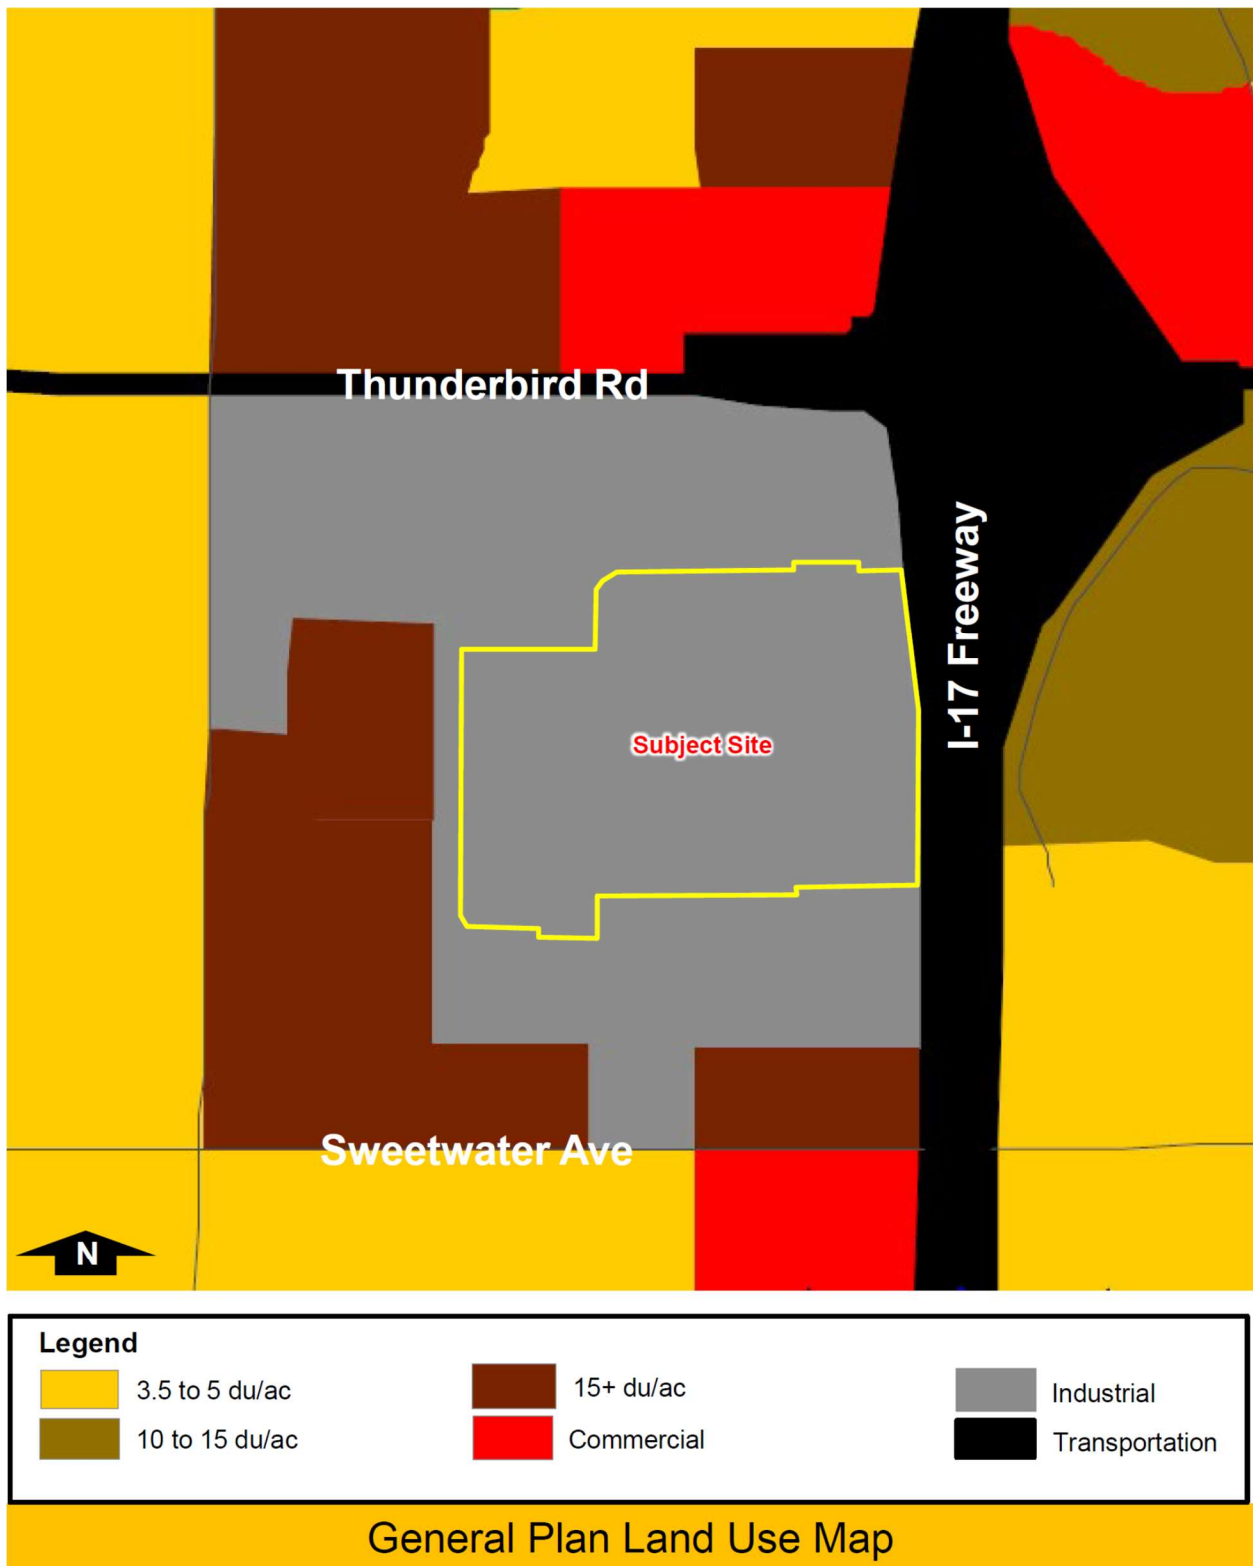 Thunderbird Rd
I-17 Freeway
Subject Site
Sweetwater Ave
N
Legend
3.5 to 5 du/ac
15+ du/ac
Industrial
10 to 15 du/ac
Commercial
Transportation
General Plan Land Use Map